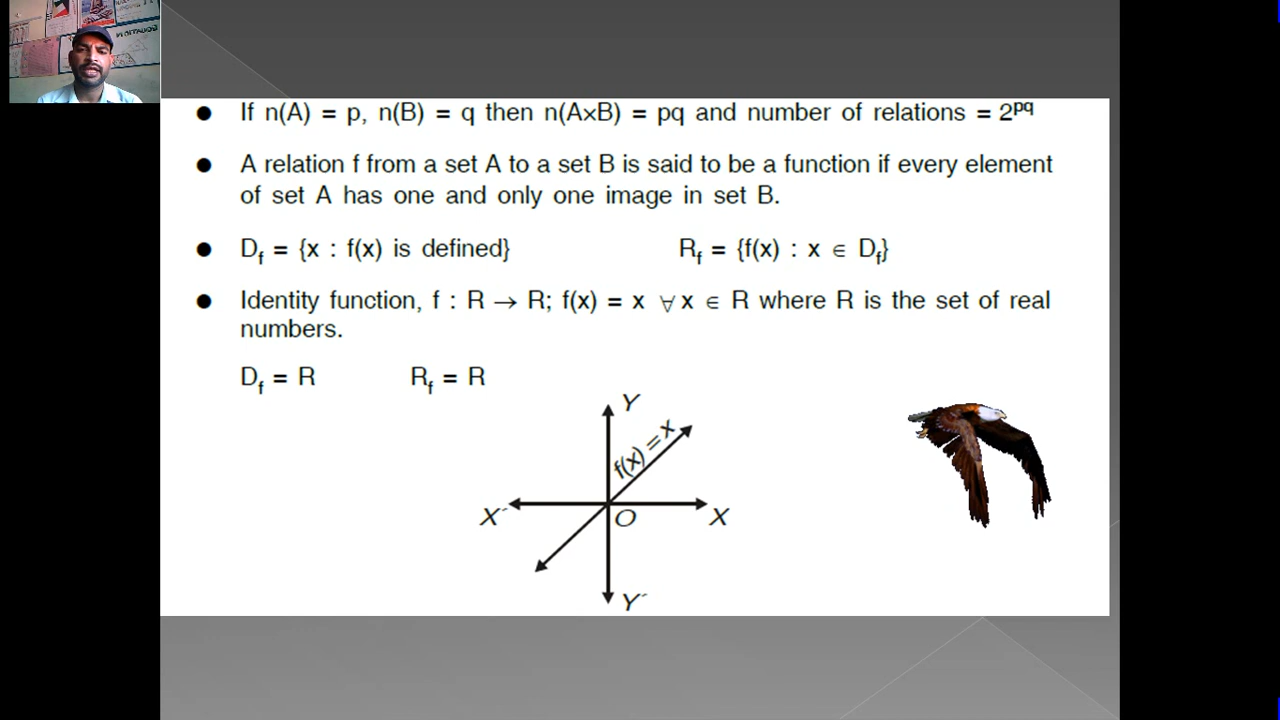 ● If n(A) = p, n(B) = q then n(A×B) = pq and number of relations = 2^pq
● A relation f from a set A to a set B is said to be a function if every element
of set A has one and only one image in set B.
● D_f = {x : f(x) is defined} R_f = {f(x) : x ∈ D_f}
● Identity function, f : R → R; f(x) = x ∀ x ∈ R where R is the set of real
numbers.
D_f = R R_f = R
Y
f(x) = x
X′ O X
Y′